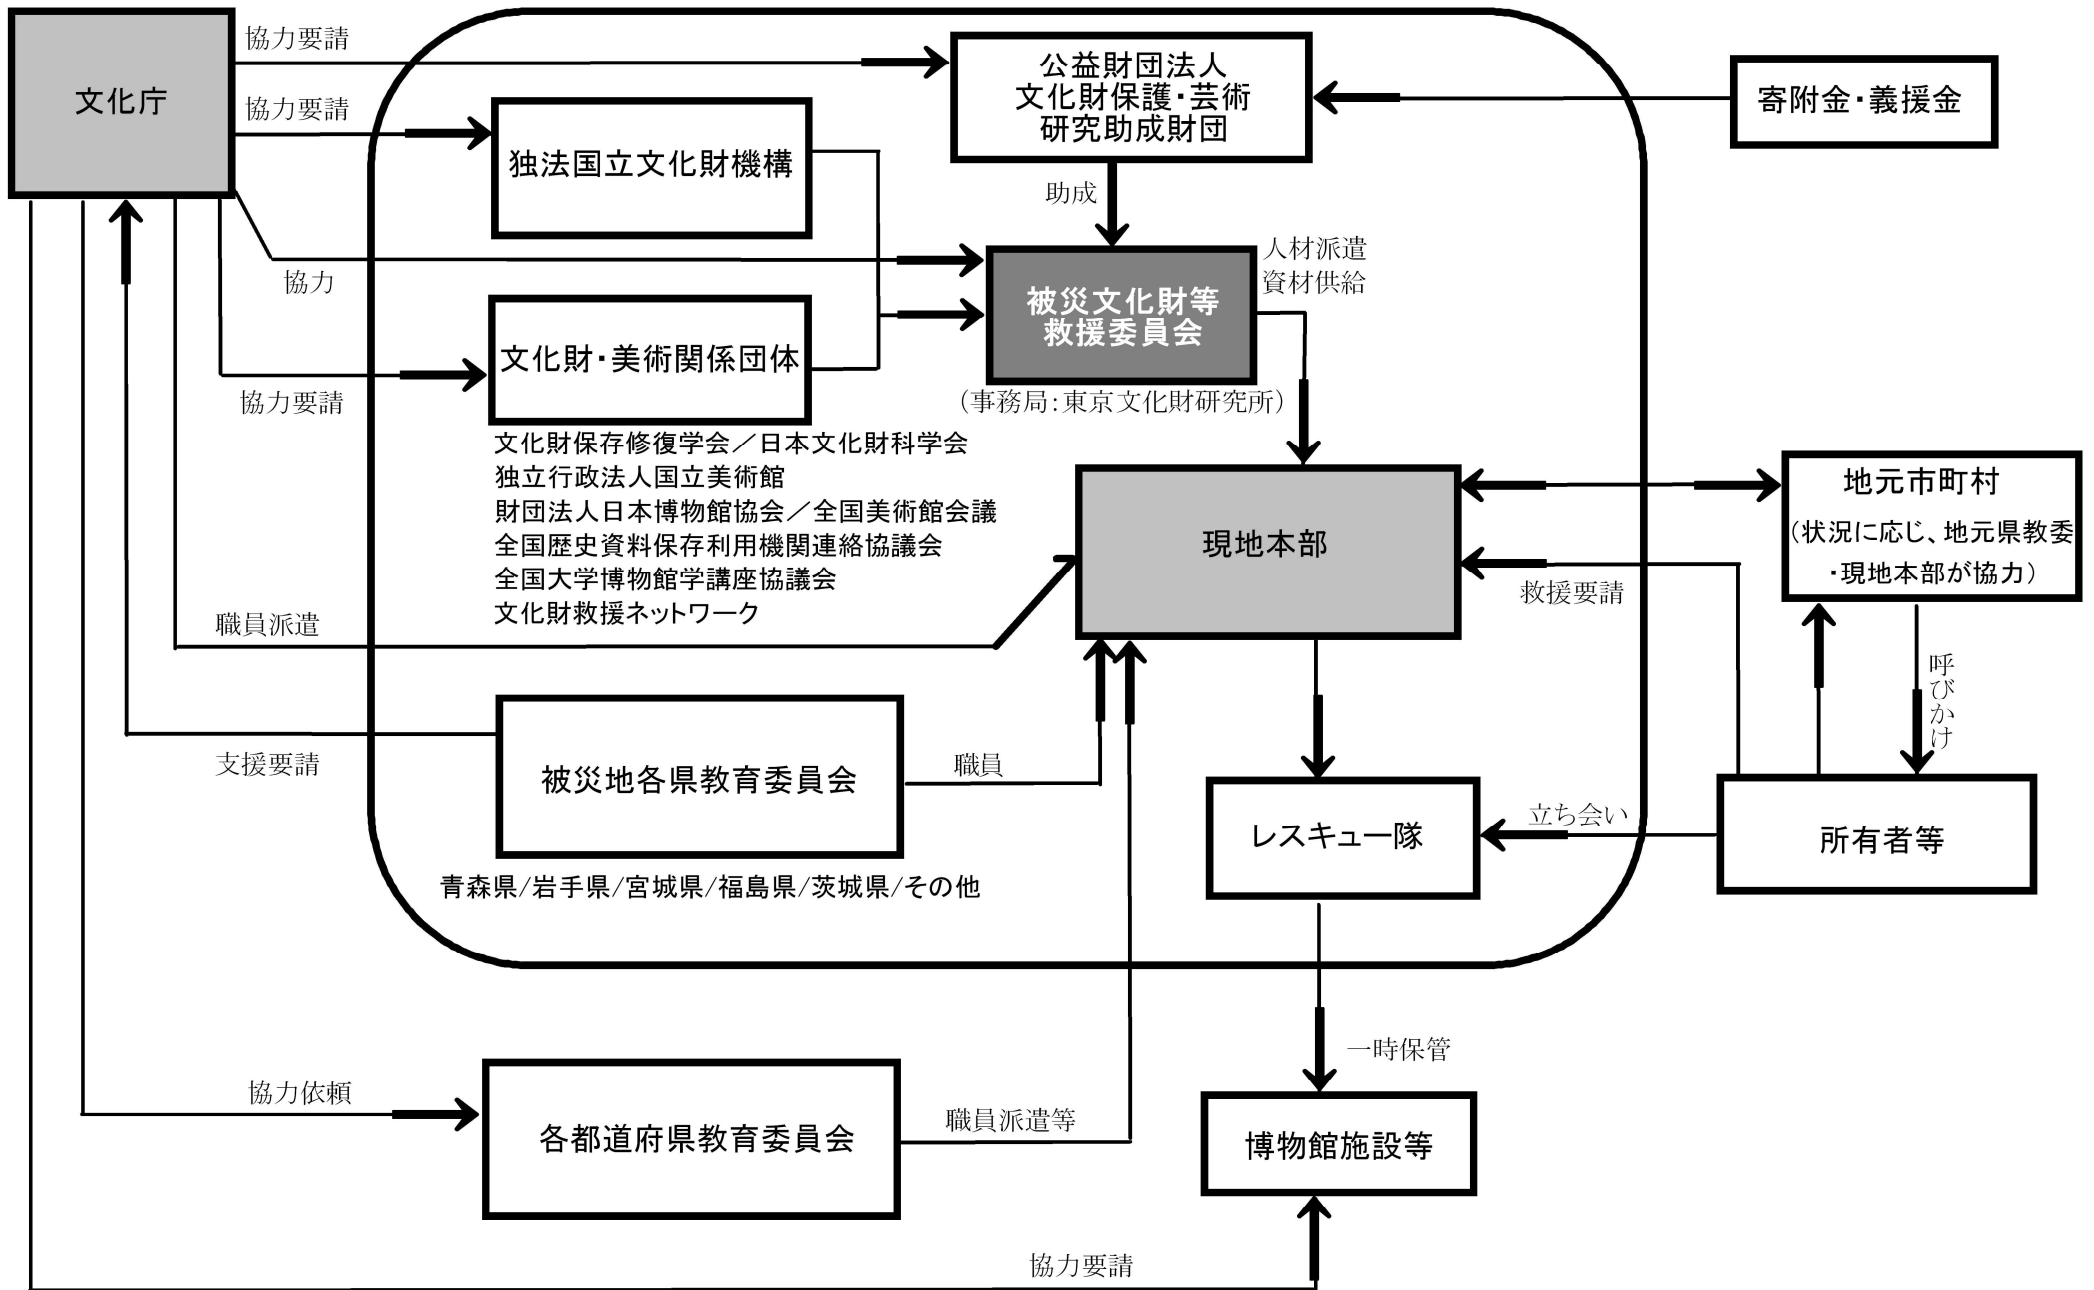 文化庁
協力要請
協力要請
公益財団法人
文化財保護・芸術
研究助成財団
寄附金・義援金
独法国立文化財機構
助成
協力
人材派遣
資材供給
被災文化財等
救援委員会
（事務局：東京文化財研究所）
文化財・美術関係団体
協力要請
文化財保存修復学会／日本文化財科学会
独立行政法人国立美術館
財団法人日本博物館協会／全国美術館会議
全国歴史資料保存利用機関連絡協議会
全国大学博物館学講座協議会
文化財救援ネットワーク
現地本部
地元市町村
（状況に応じ、地元県教委
・現地本部が協力）
救援要請
職員派遣
呼びかけ
支援要請
被災地各県教育委員会
職員
青森県/岩手県/宮城県/福島県/茨城県/その他
レスキュー隊
立ち会い
所有者等
一時保管
協力依頼
各都道府県教育委員会
職員派遣等
博物館施設等
協力要請